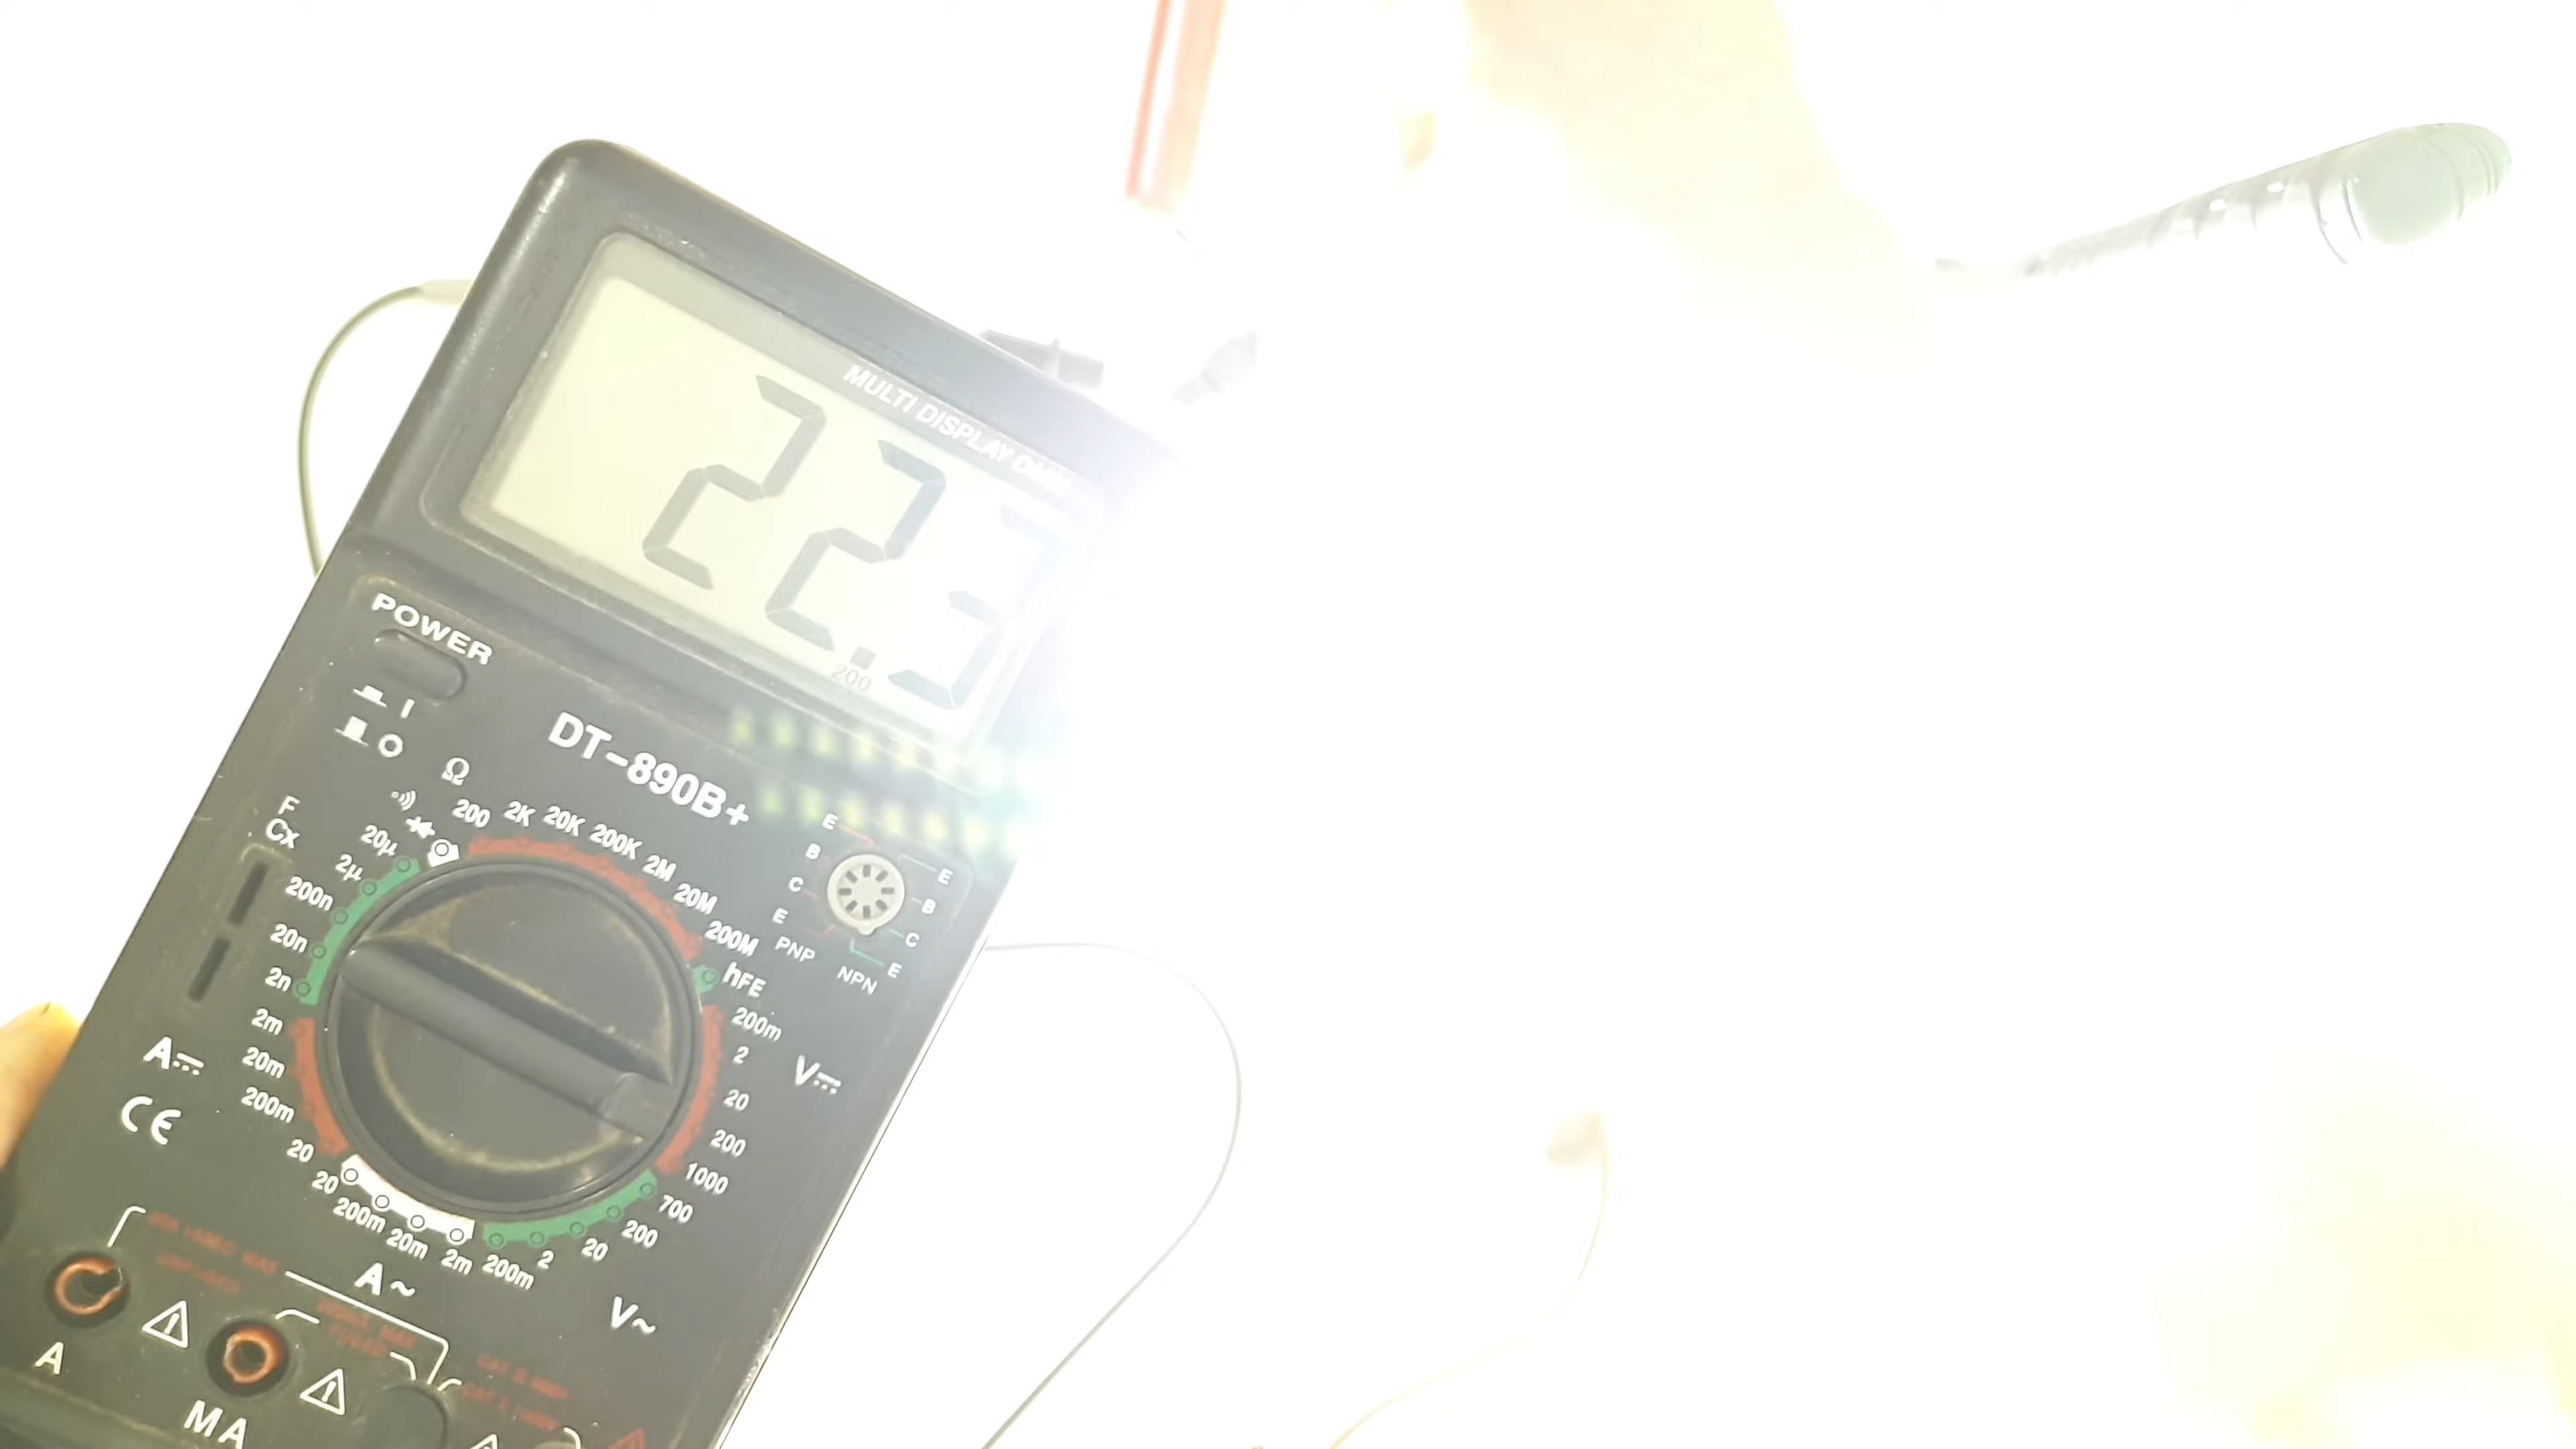 MULTI DISPLAY
22.3
200
POWER
DT-890B+
Ω
F
Cx
200
2K
20K
200K
2M
20M
200M
hFE
200m
2
20
200
1000
V
700
200
20
2
200m
V~
2m
20m
200m
20
A~
20
200m
20m
2m
A
2n
20n
200n
2μ
20μ
E
B
C
E
PNP
E
B
C
E
NPN
CE
A
MA